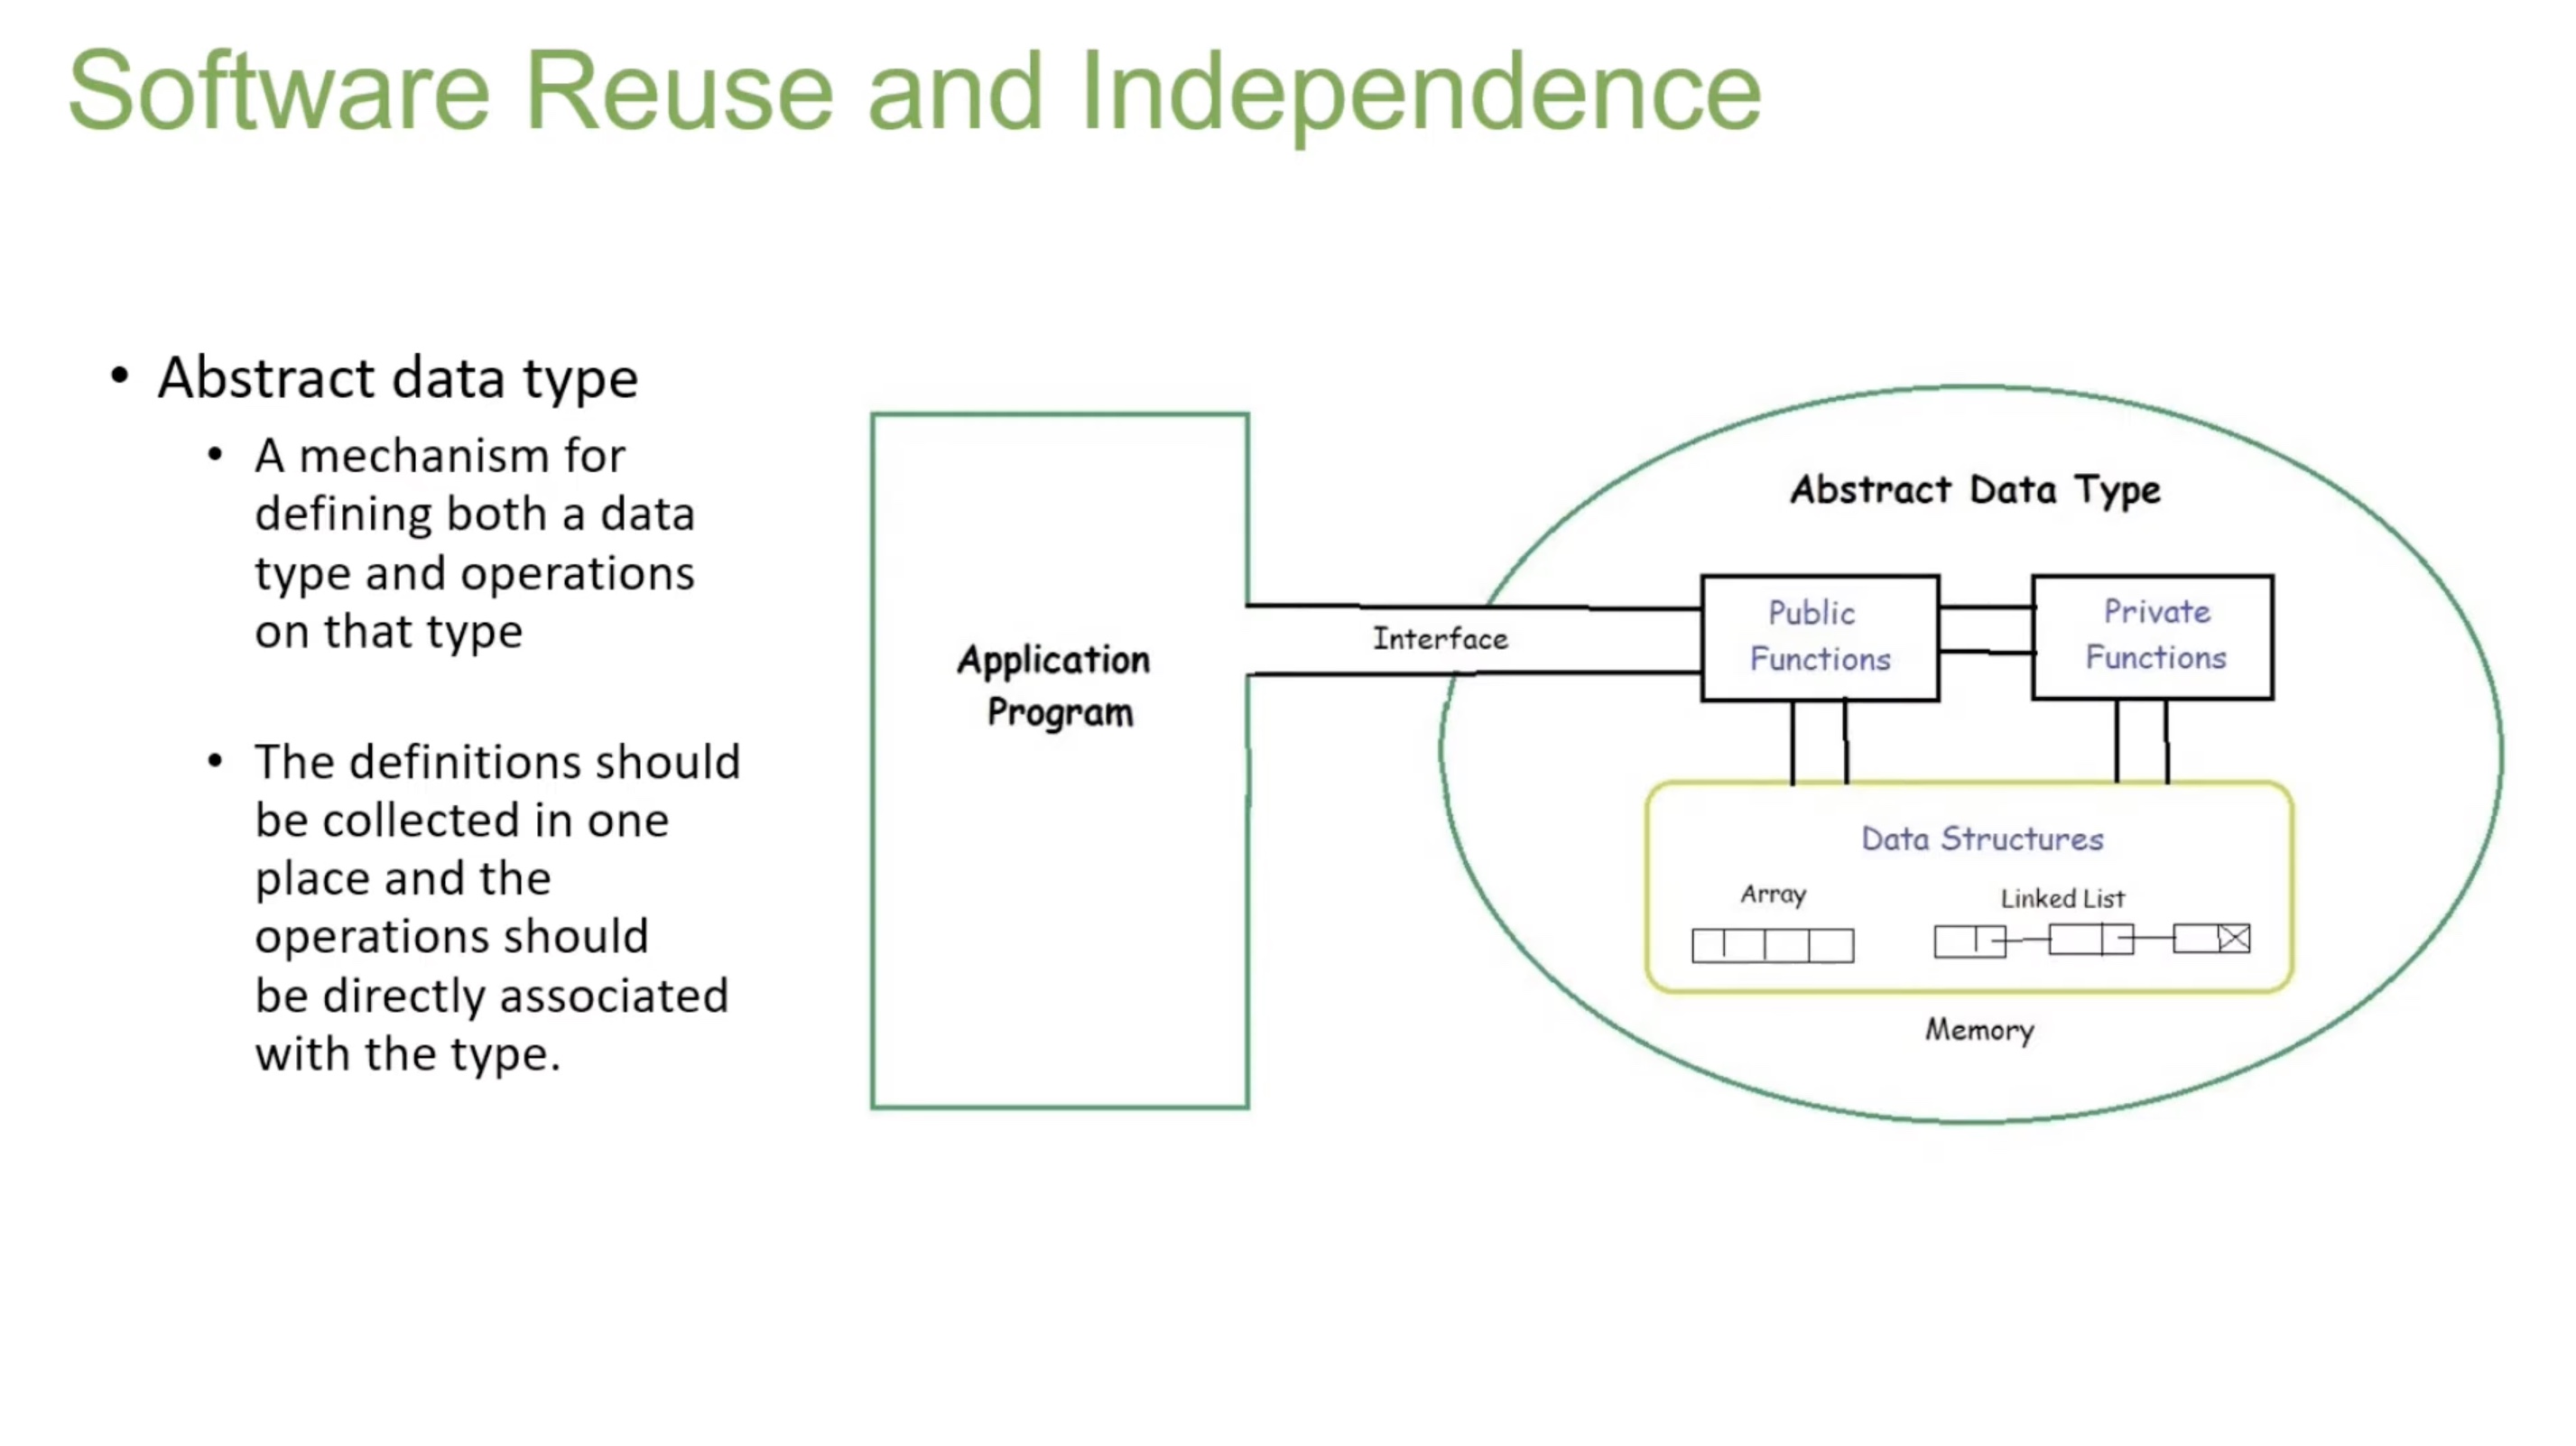 Software Reuse and Independence
• Abstract data type
• A mechanism for
defining both a data
type and operations
on that type
• The definitions should
be collected in one
place and the
operations should
be directly associated
with the type.
Application
Program
Interface
Abstract Data Type
Public
Functions
Private
Functions
Data Structures
Array
Linked List
Memory